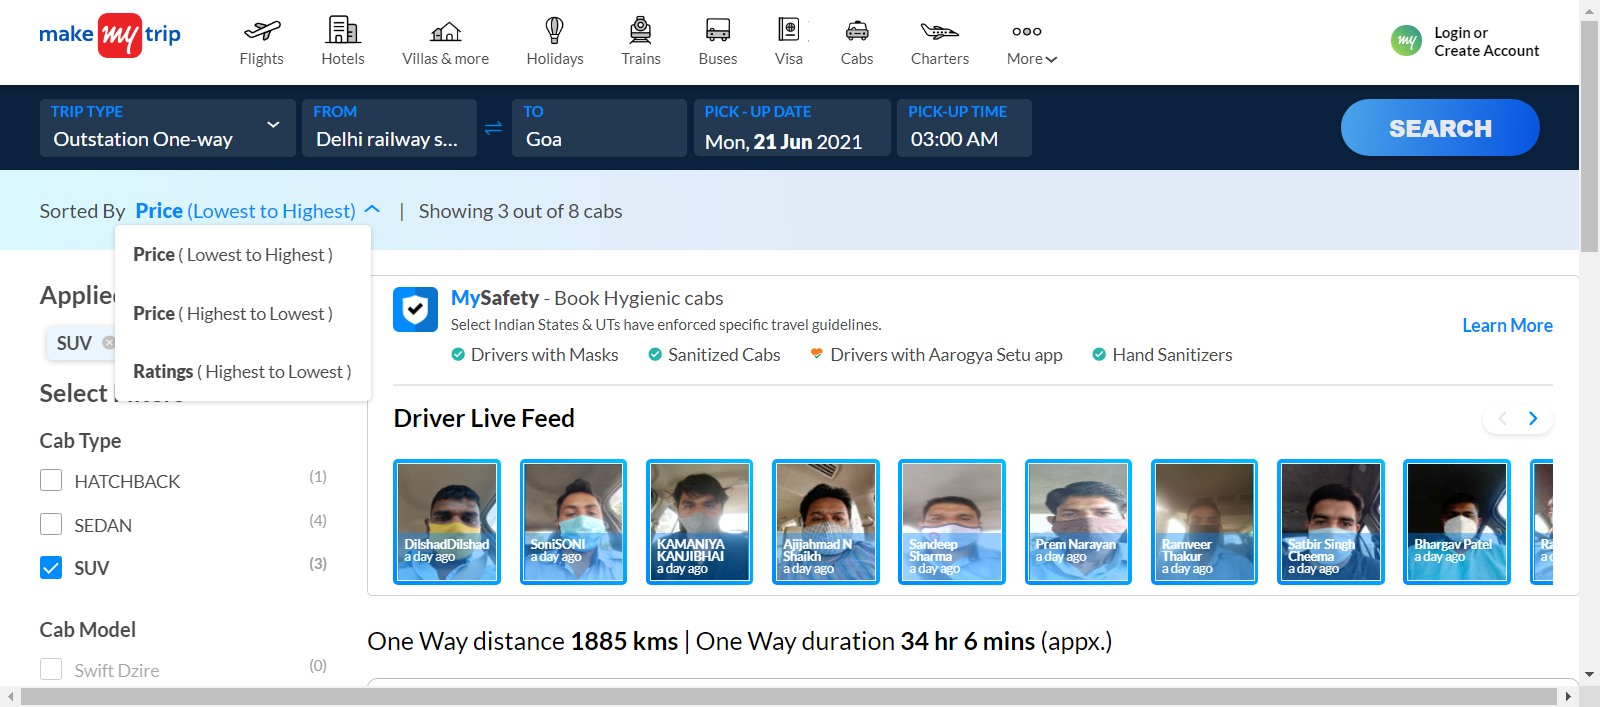 make my trip
Flights
Hotels
Villas & more
Holidays
Trains
Buses
Visa
Cabs
Charters
More
my
Login or
Create Account
TRIP TYPE
Outstation One-way
FROM
Delhi railway s...
TO
Goa
PICK - UP DATE
Mon, 21 Jun 2021
PICK-UP TIME
03:00 AM
SEARCH
Sorted By Price (Lowest to Highest) | Showing 3 out of 8 cabs
Price ( Lowest to Highest )
Price ( Highest to Lowest )
Ratings ( Highest to Lowest )
SUV
Select
Cab Type
HATCHBACK (1)
SEDAN (4)
SUV (3)
Cab Model
Swift Dzire (0)
MySafety - Book Hygienic cabs
Select Indian States & UTs have enforced specific travel guidelines.
Learn More
Drivers with Masks
Sanitized Cabs
Drivers with Aarogya Setu app
Hand Sanitizers
Driver Live Feed
DilshadDilshad
a day ago
SoniSONI
a day ago
KAMANIYA
KANJIBHAI
a day ago
Ajijahmad N
Shaikh
a day ago
Sandeep
Sharma
a day ago
Prem Narayan
a day ago
Ramveer
Thakur
a day ago
Satbir Singh
Cheema
a day ago
Bhargav Patel
a day ago
One Way distance 1885 kms | One Way duration 34 hr 6 mins (appx.)